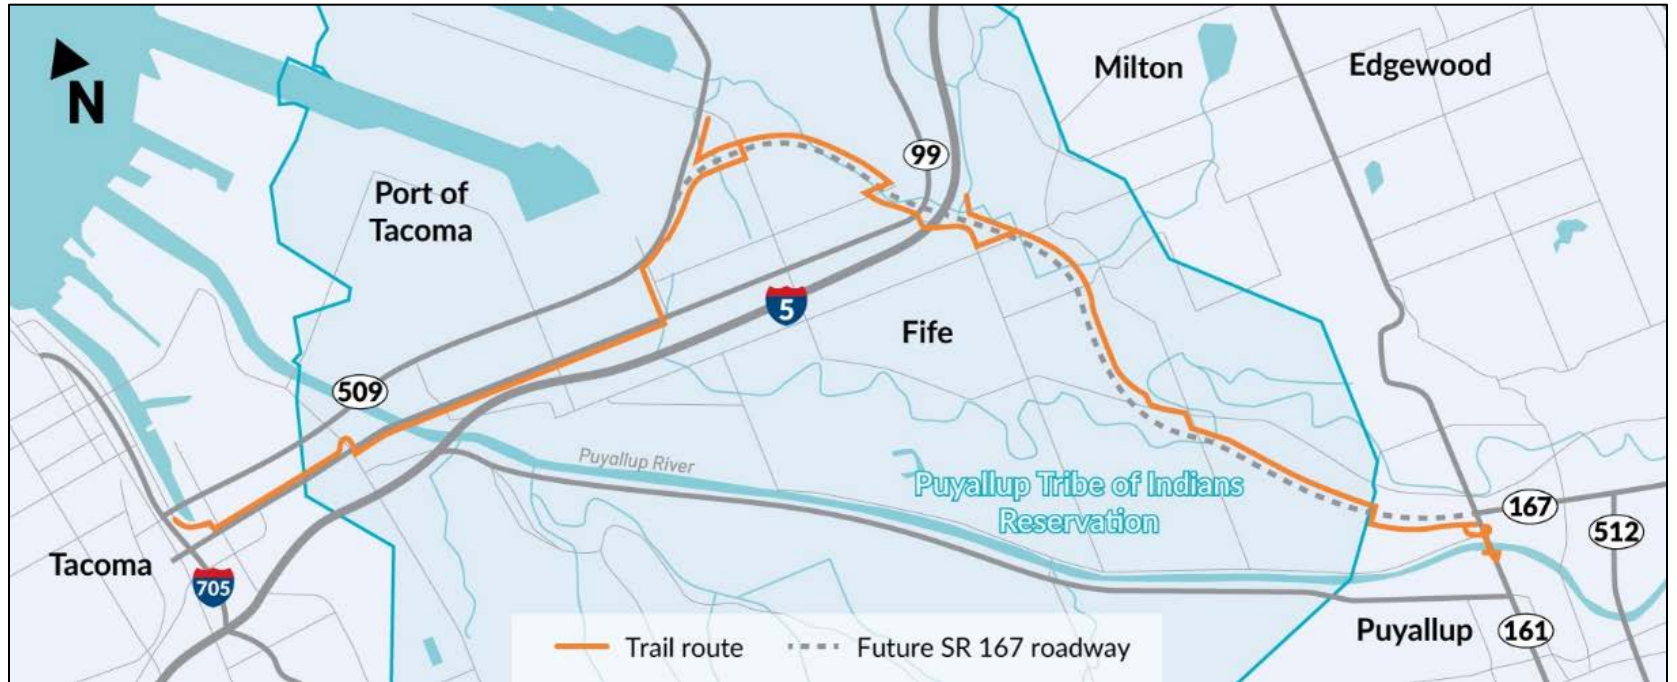 N
Milton
Edgewood
99
Port of
Tacoma
5
Fife
509
Puyallup River
Puyallup Tribe of Indians
Reservation
167
512
Tacoma
705
Trail route
Future SR 167 roadway
Puyallup
161